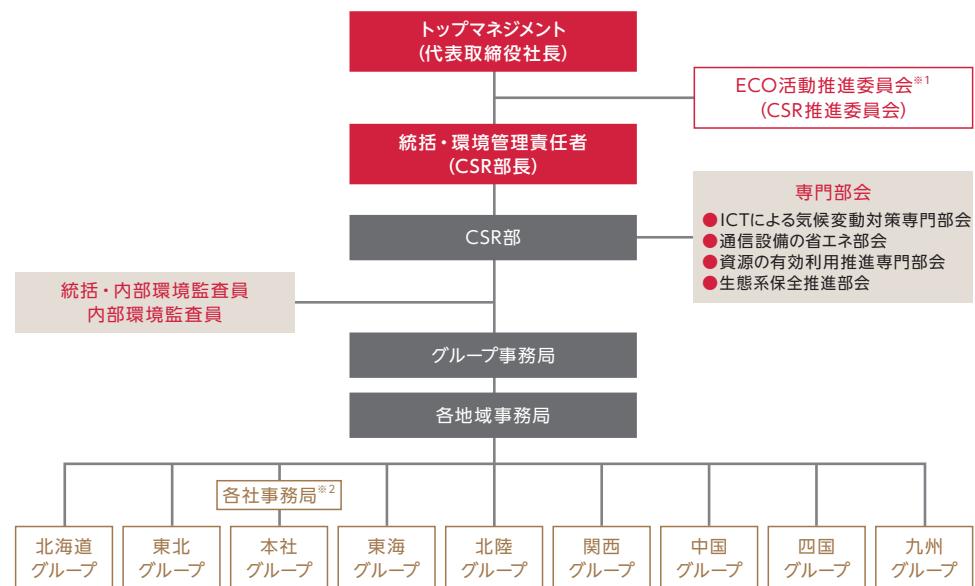 トップマネジメント
(代表取締役社長)
ECO活動推進委員会※1
(CSR推進委員会)
統括・環境管理責任者
(CSR部長)
専門部会
●ICTによる気候変動対策専門部会
●通信設備の省エネ部会
●資源の有効利用推進専門部会
●生態系保全推進部会
CSR部
統括・内部環境監査員
内部環境監査員
グループ事務局
各地域事務局
各社事務局※2
北海道
グループ
東北
グループ
本社
グループ
東海
グループ
北陸
グループ
関西
グループ
中国
グループ
四国
グループ
九州
グループ